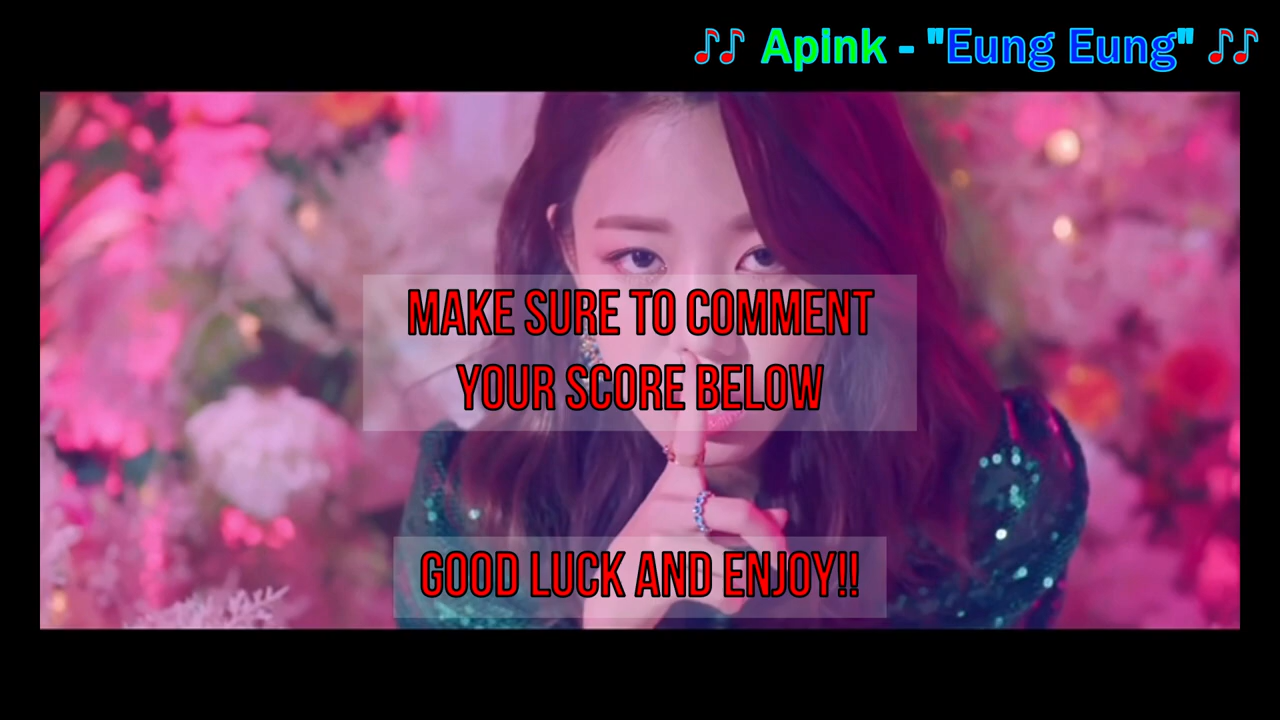 ♪♪ Apink - "Eung Eung" ♪♪
MAKE SURE TO COMMENT
YOUR SCORE BELOW
GOOD LUCK AND ENJOY!!